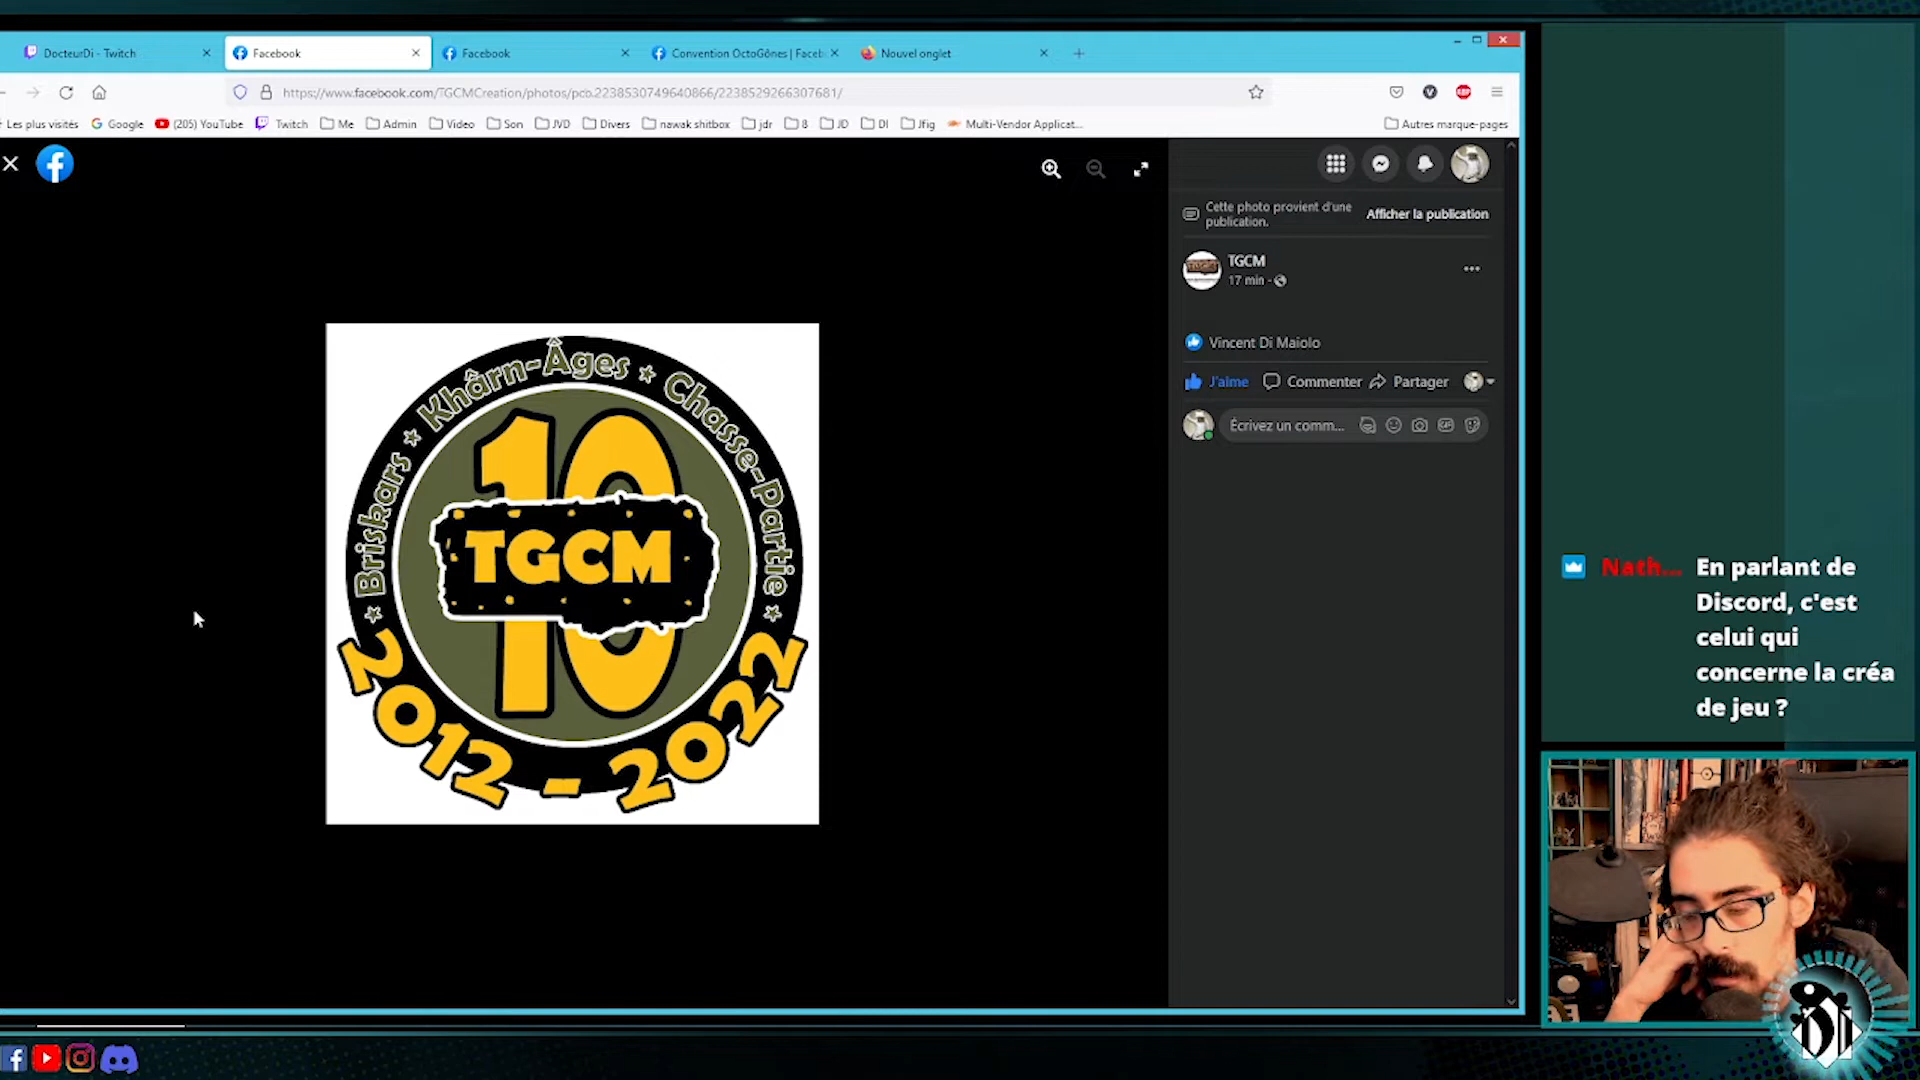 DocteurDi - Twitch
Facebook
Facebook
Convention OctoGônes | Faceb
Nouvel onglet
https://www.facebook.com/TGCMCreation/photos/pcb.2238530749640866/2238529266307681/
Les plus visités
Google
(205) YouTube
Twitch
Me
Admin
Video
Son
JVD
Divers
nawak shitbox
jdr
8
JD
DI
Jfig
Multi-Vendor Applicat...
Autres marque-pages
Cette photo provient d'une
publication.
Afficher la publication
TGCM
17 min
Vincent Di Maiolo
J'aime
Commenter
Partager
Écrivez un comm...
GIF
Briskars * Khârn-Âges * Chasse-Partie
10
TGCM
2012 - 2022
Nath...
En parlant de
Discord, c'est
celui qui
concerne la créa
de jeu ?
DI